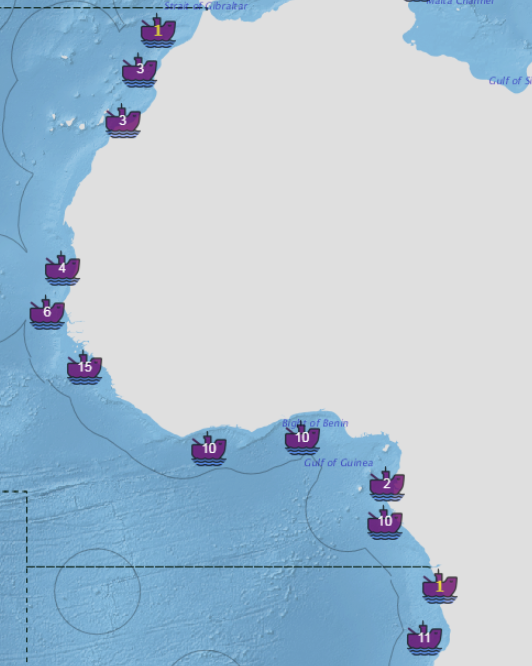 Strait of Gibraltar
Malta Channel
1
3
Gulf of S
3
4
6
15
Bight of Benin
10
10
Gulf of Guinea
2
10
1
11